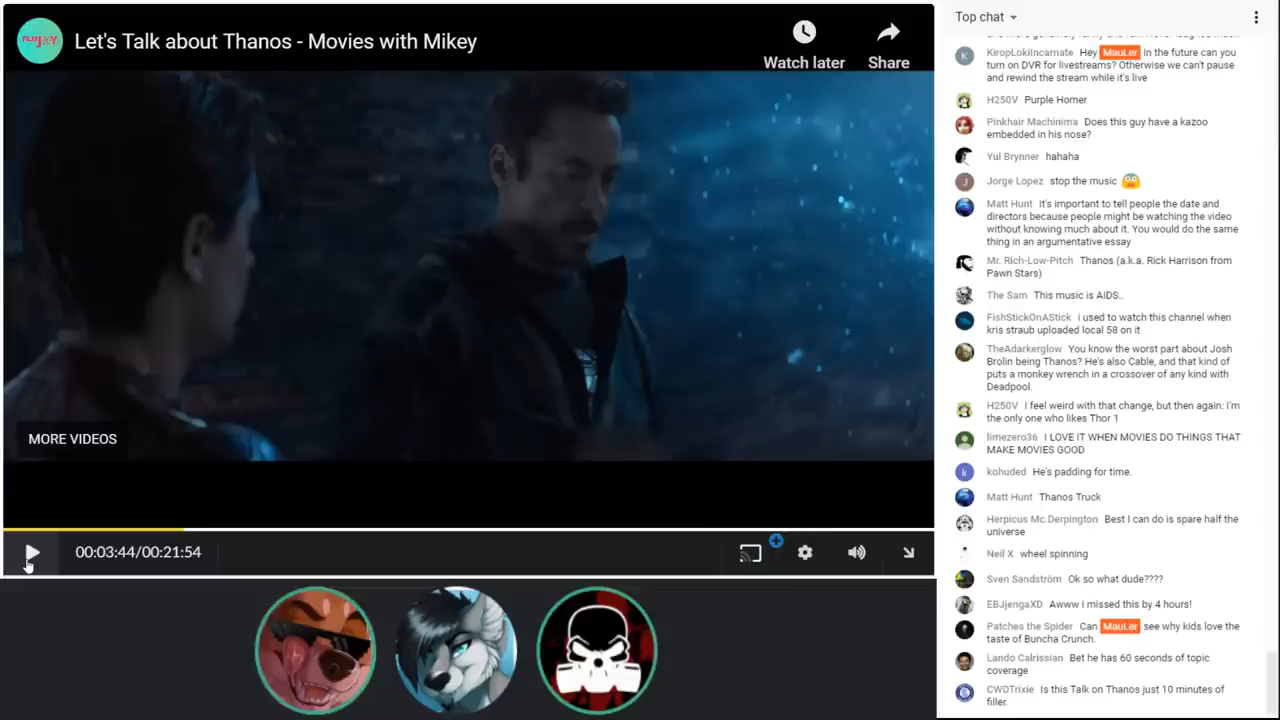 FILM JOY
Let's Talk about Thanos - Movies with Mikey
Watch later
Share
MORE VIDEOS
00:03:44/00:21:54
Top chat
KiropLokiIncarnate Hey MauLer In the future can you
turn on DVR for livestreams? Otherwise we can't pause
and rewind the stream while it's live
H250V Purple Homer
Pinkhair Machinima Does this guy have a kazoo
embedded in his nose?
Yul Brynner hahaha
Jorge Lopez stop the music 😨
Matt Hunt It's important to tell people the date and
directors because people might be watching the video
without knowing much about it. You would do the same
thing in an argumentative essay
Mr. Rich-Low-Pitch Thanos (a.k.a. Rick Harrison from
Pawn Stars)
The Sam This music is AIDS..
FishStickOnAStick i used to watch this channel when
kris straub uploaded local 58 on it
TheAdarkerglow You know the worst part about Josh
Brolin being Thanos? He's also Cable, and that kind of
puts a monkey wrench in a crossover of any kind with
Deadpool.
H250V I feel weird with that change, but then again: I'm
the only one who likes Thor 1
limezero36 I LOVE IT WHEN MOVIES DO THINGS THAT
MAKE MOVIES GOOD
kohuded He's padding for time.
Matt Hunt Thanos Truck
Herpicus Mc.Derpington Best I can do is spare half the
universe
Neil X wheel spinning
Sven Sandström Ok so what dude????
EBJjengaXD Awww I missed this by 4 hours!
Patches the Spider Can MauLer see why kids love the
taste of Buncha Crunch.
Lando Calrissian Bet he has 60 seconds of topic
coverage
CWDTrixie Is this Talk on Thanos just 10 minutes of
filler.